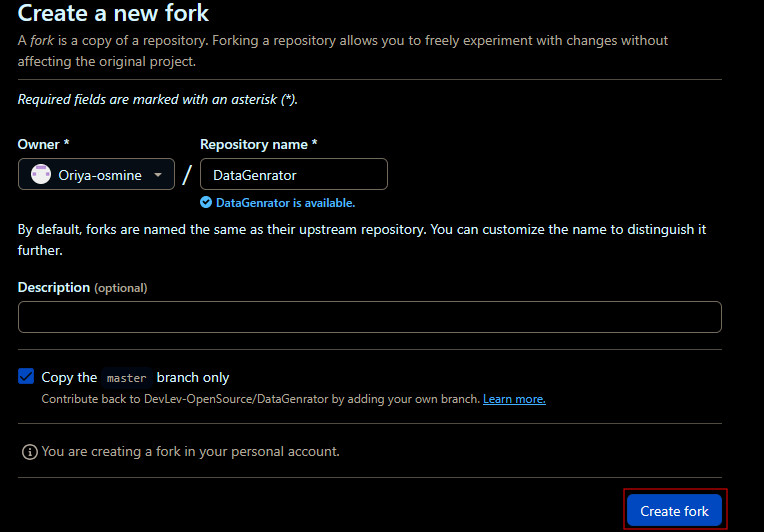 Create a new fork
A fork is a copy of a repository. Forking a repository allows you to freely experiment with changes without
affecting the original project.
Required fields are marked with an asterisk (*).
Owner *
Repository name *
Oriya-osmine
/
DataGenrator
DataGenrator is available.
By default, forks are named the same as their upstream repository. You can customize the name to distinguish it
further.
Description (optional)
Copy the master branch only
Contribute back to DevLev-OpenSource/DataGenrator by adding your own branch. Learn more.
You are creating a fork in your personal account.
Create fork